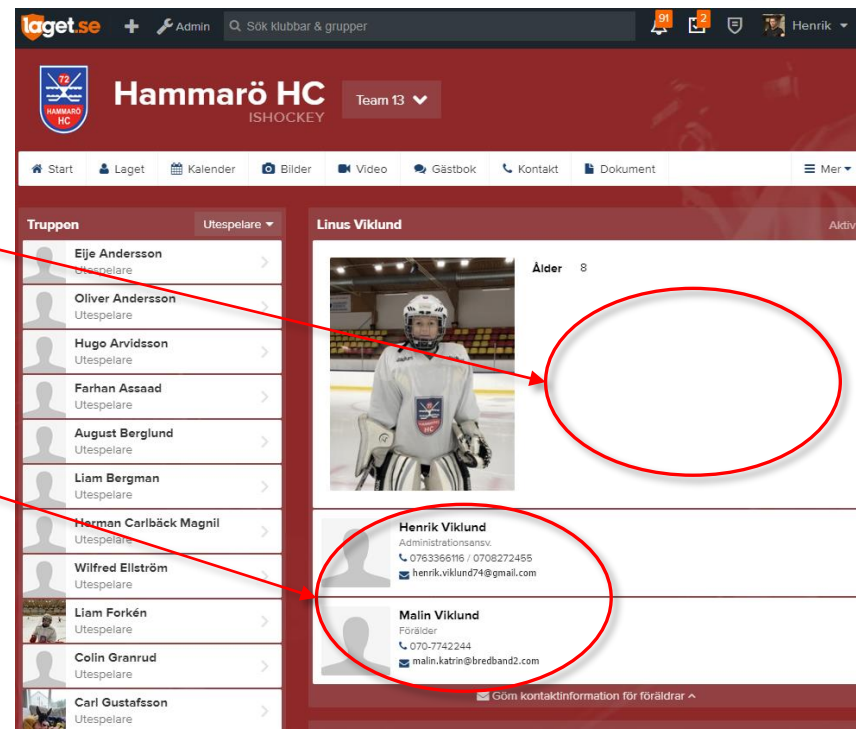 laget.se + Admin Sök klubbar & grupper 91 2 Henrik
72
HAMMARÖ
HC
Hammarö HC
ISHOCKEY
Team 13
Start Laget Kalender Bilder Video Gästbok Kontakt Dokument Mer
Truppen Utespelare
Eije Andersson
Utespelare
Oliver Andersson
Utespelare
Hugo Arvidsson
Utespelare
Farhan Assaad
Utespelare
August Berglund
Utespelare
Liam Bergman
Utespelare
Herman Carlbäck Magnil
Utespelare
Wilfred Ellström
Utespelare
Liam Forkén
Utespelare
Colin Granrud
Utespelare
Carl Gustafsson
Utespelare
Linus Viklund Aktiv
Ålder 8
HC
Henrik Viklund
Administrationsansv.
0763366116 / 0708272455
henrik.viklund74@gmail.com
Malin Viklund
Förälder
070-7742244
malin.katrin@bredband2.com
Göm kontaktinformation för föräldrar